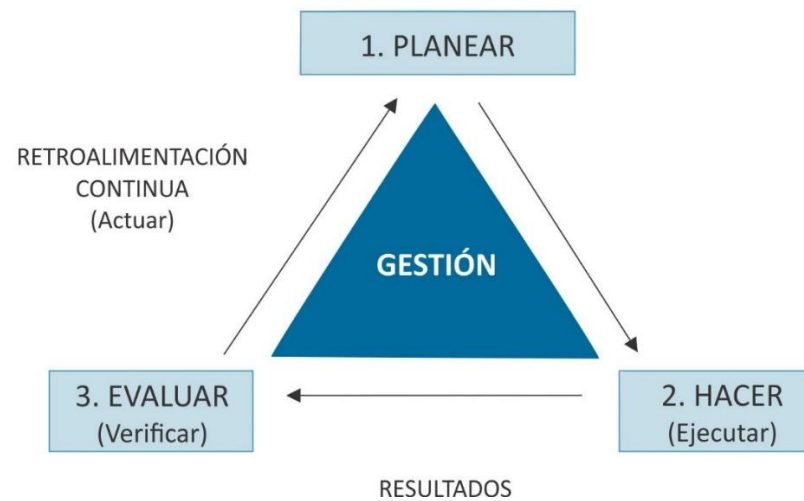 1. PLANEAR
RETROALIMENTACIÓN
CONTINUA
(Actuar)
GESTIÓN
3. EVALUAR
(Verificar)
2. HACER
(Ejecutar)
RESULTADOS